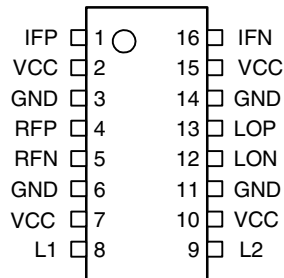 IFP 1 16 IFN
VCC 2 15 VCC
GND 3 14 GND
RFP 4 13 LOP
RFN 5 12 LON
GND 6 11 GND
VCC 7 10 VCC
L1 8 9 L2